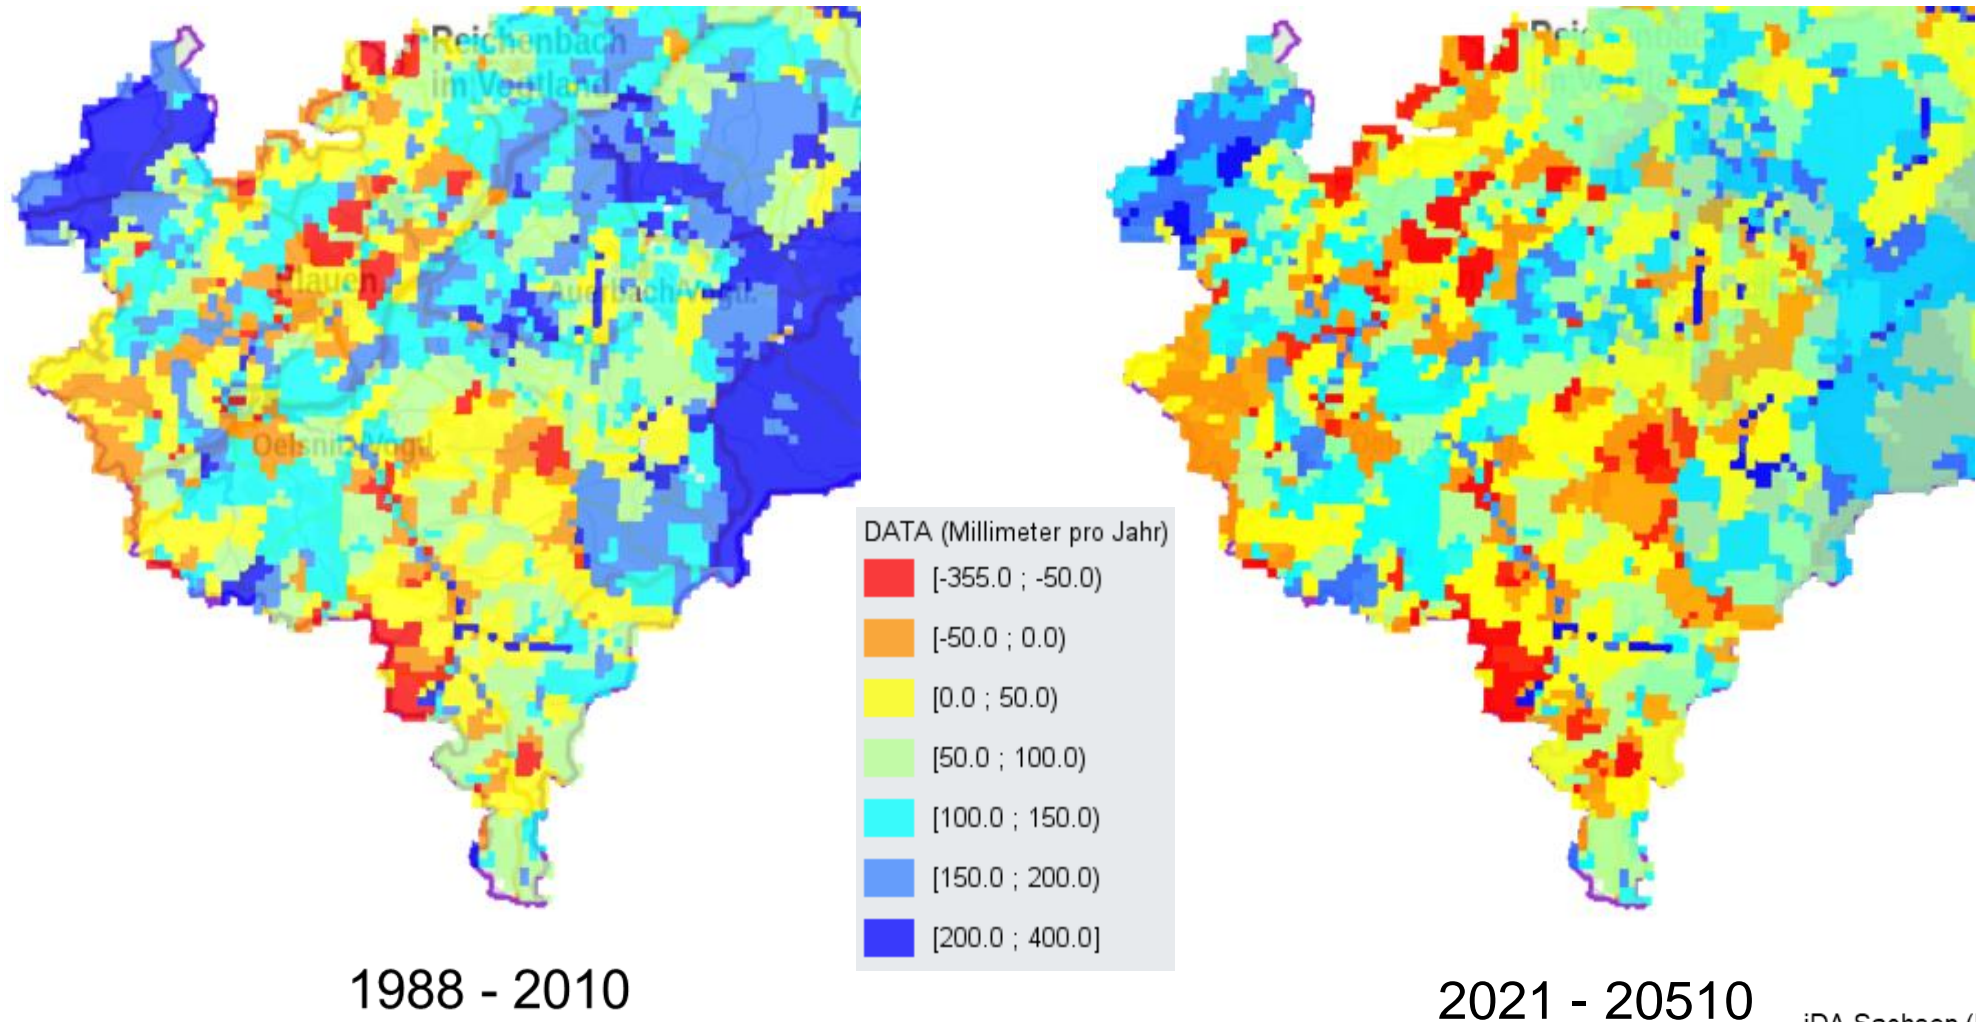 Reichenbach
im Vogtland
Plauen
Auerbach/Vogtl.
Oelsnitz/Vogtl.
DATA (Millimeter pro Jahr)
[-355.0 ; -50.0)
[-50.0 ; 0.0)
[0.0 ; 50.0)
[50.0 ; 100.0)
[100.0 ; 150.0)
[150.0 ; 200.0)
[200.0 ; 400.0]
1988 - 2010
2021 - 20510
iDA Sachsen (